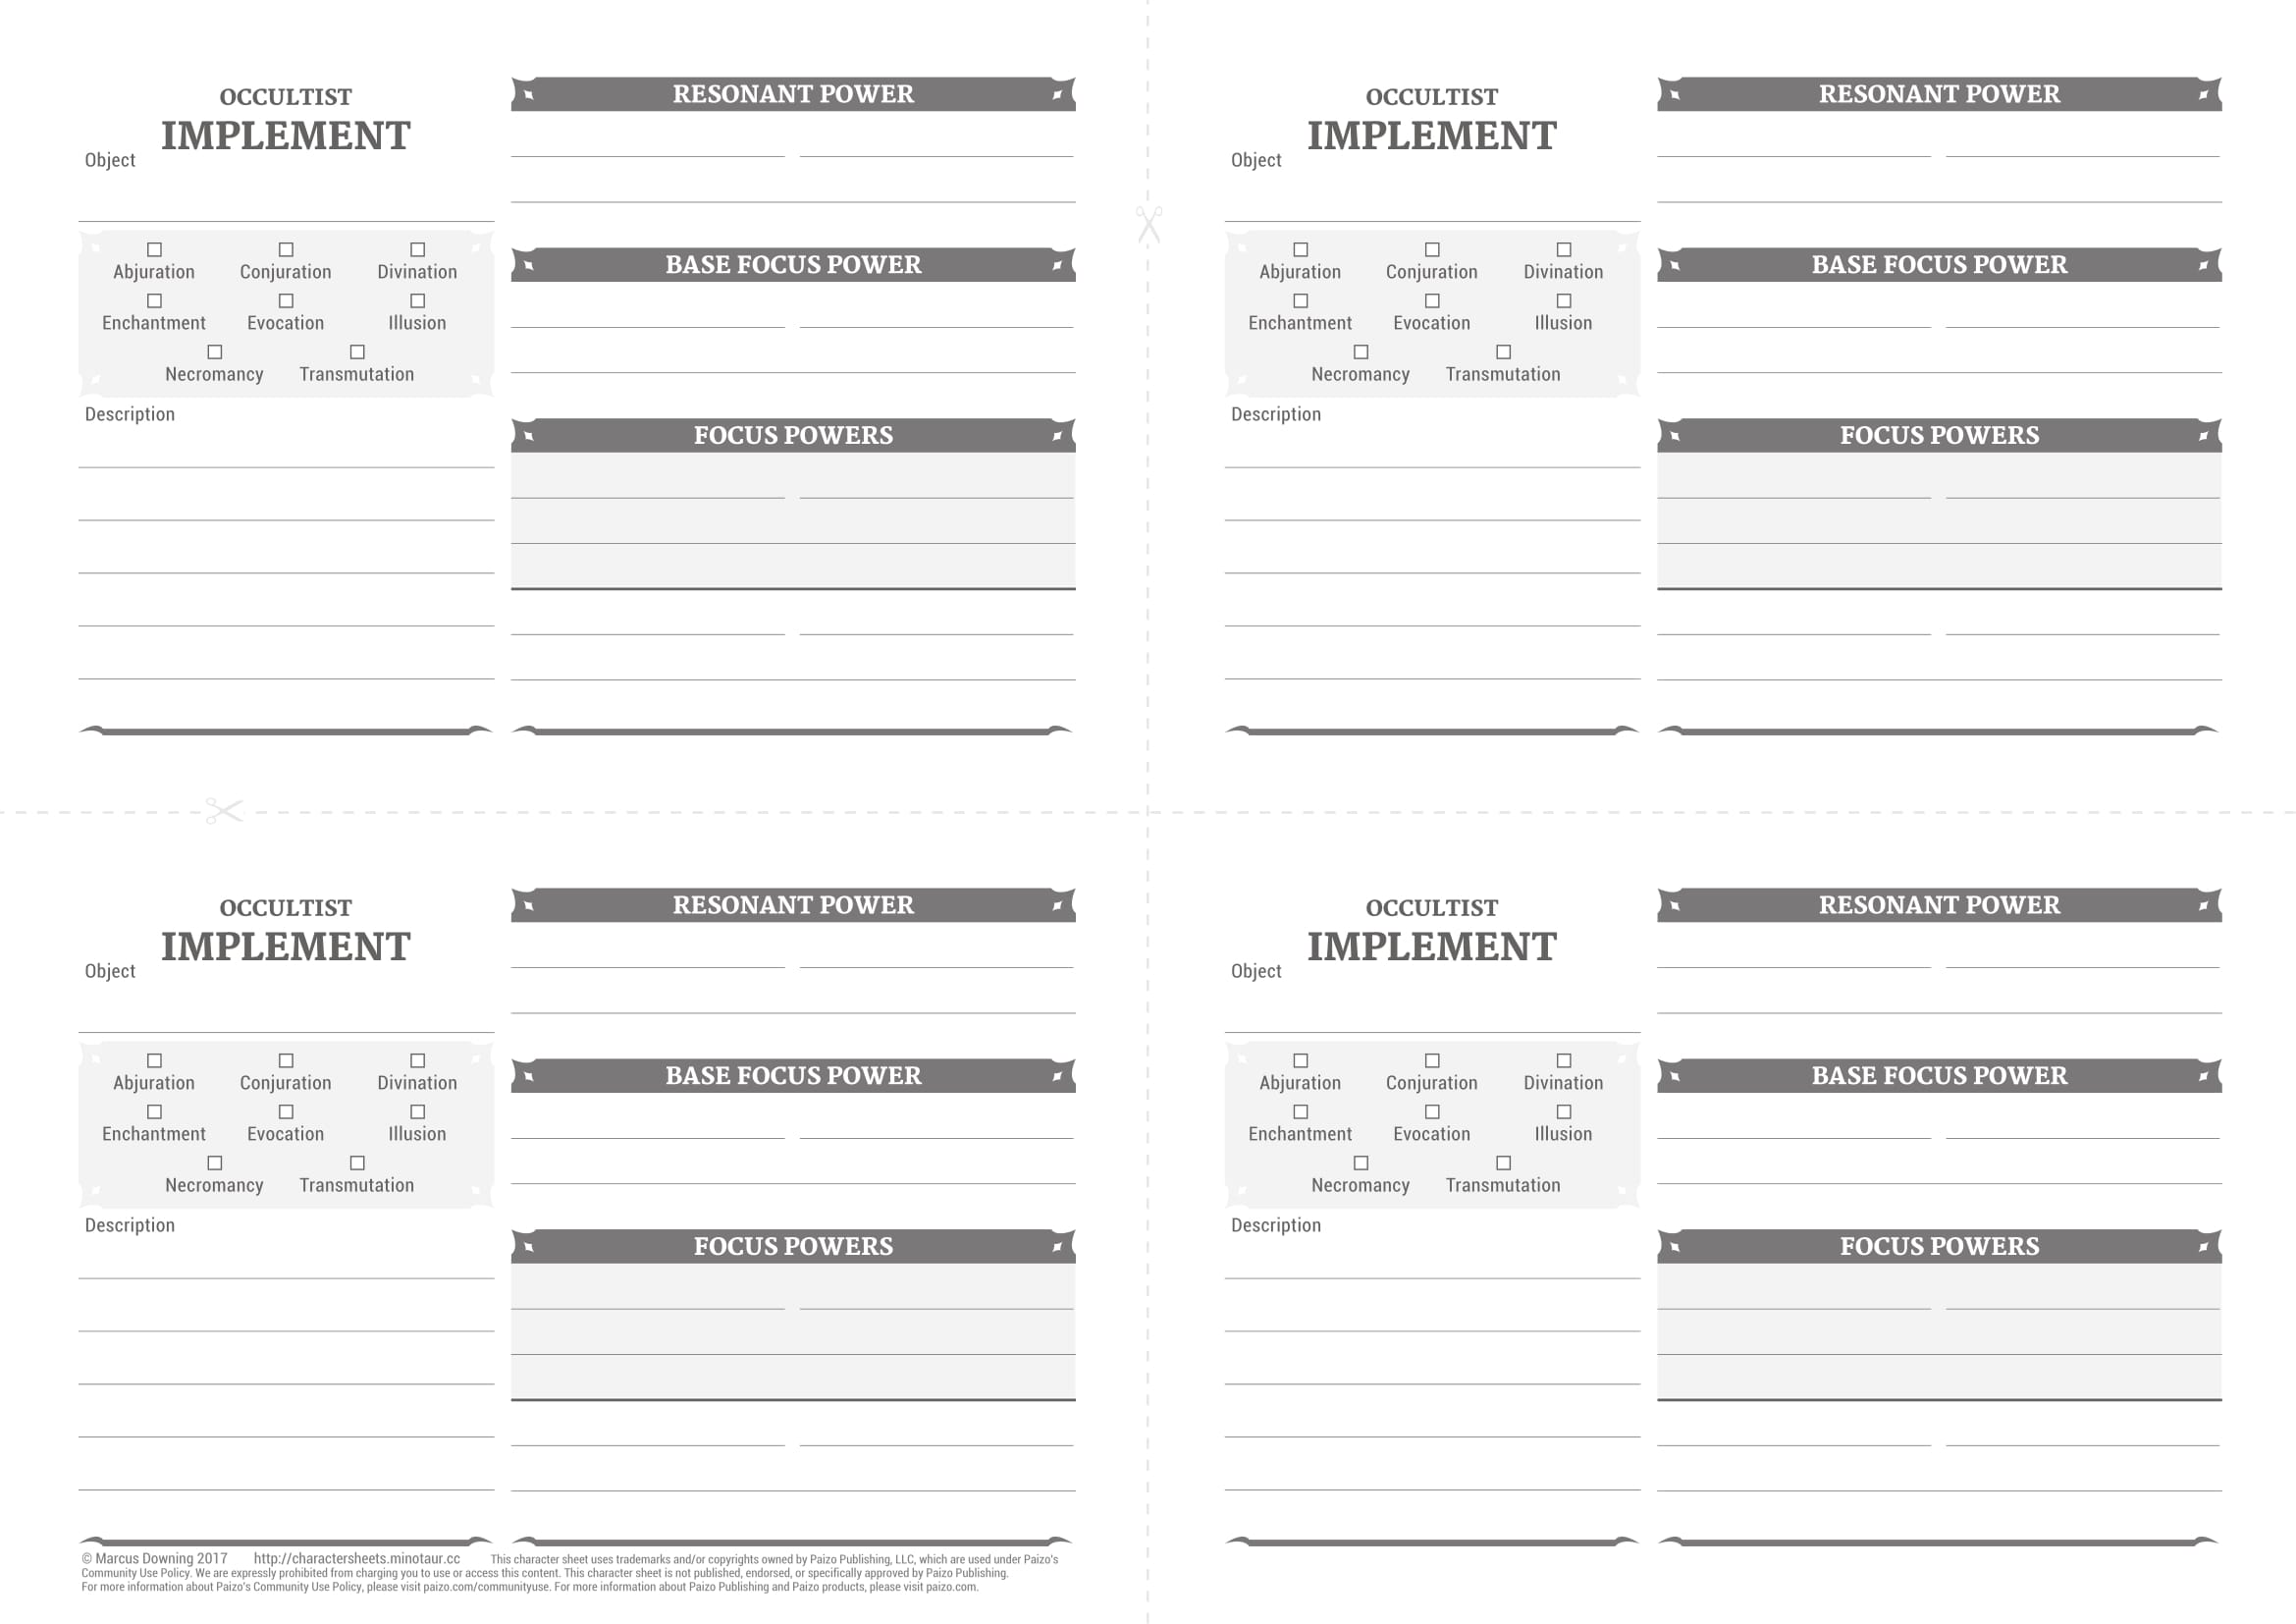 OCCULTIST
IMPLEMENT
Object
Abjuration Conjuration Divination
Enchantment Evocation Illusion
Necromancy Transmutation
Description
RESONANT POWER
BASE FOCUS POWER
FOCUS POWERS
OCCULTIST
IMPLEMENT
Object
Abjuration Conjuration Divination
Enchantment Evocation Illusion
Necromancy Transmutation
Description
RESONANT POWER
BASE FOCUS POWER
FOCUS POWERS
OCCULTIST
IMPLEMENT
Object
Abjuration Conjuration Divination
Enchantment Evocation Illusion
Necromancy Transmutation
Description
RESONANT POWER
BASE FOCUS POWER
FOCUS POWERS
OCCULTIST
IMPLEMENT
Object
Abjuration Conjuration Divination
Enchantment Evocation Illusion
Necromancy Transmutation
Description
RESONANT POWER
BASE FOCUS POWER
FOCUS POWERS
© Marcus Downing 2017 http://charactersheets.minotaur.cc This character sheet uses trademarks and/or copyrights owned by Paizo Publishing, LLC, which are used under Paizo's
Community Use Policy. We are expressly prohibited from charging you to use or access this content. This character sheet is not published, endorsed, or specifically approved by Paizo Publishing.
For more information about Paizo's Community Use Policy, please visit paizo.com/communityuse. For more information about Paizo Publishing and Paizo products, please visit paizo.com.